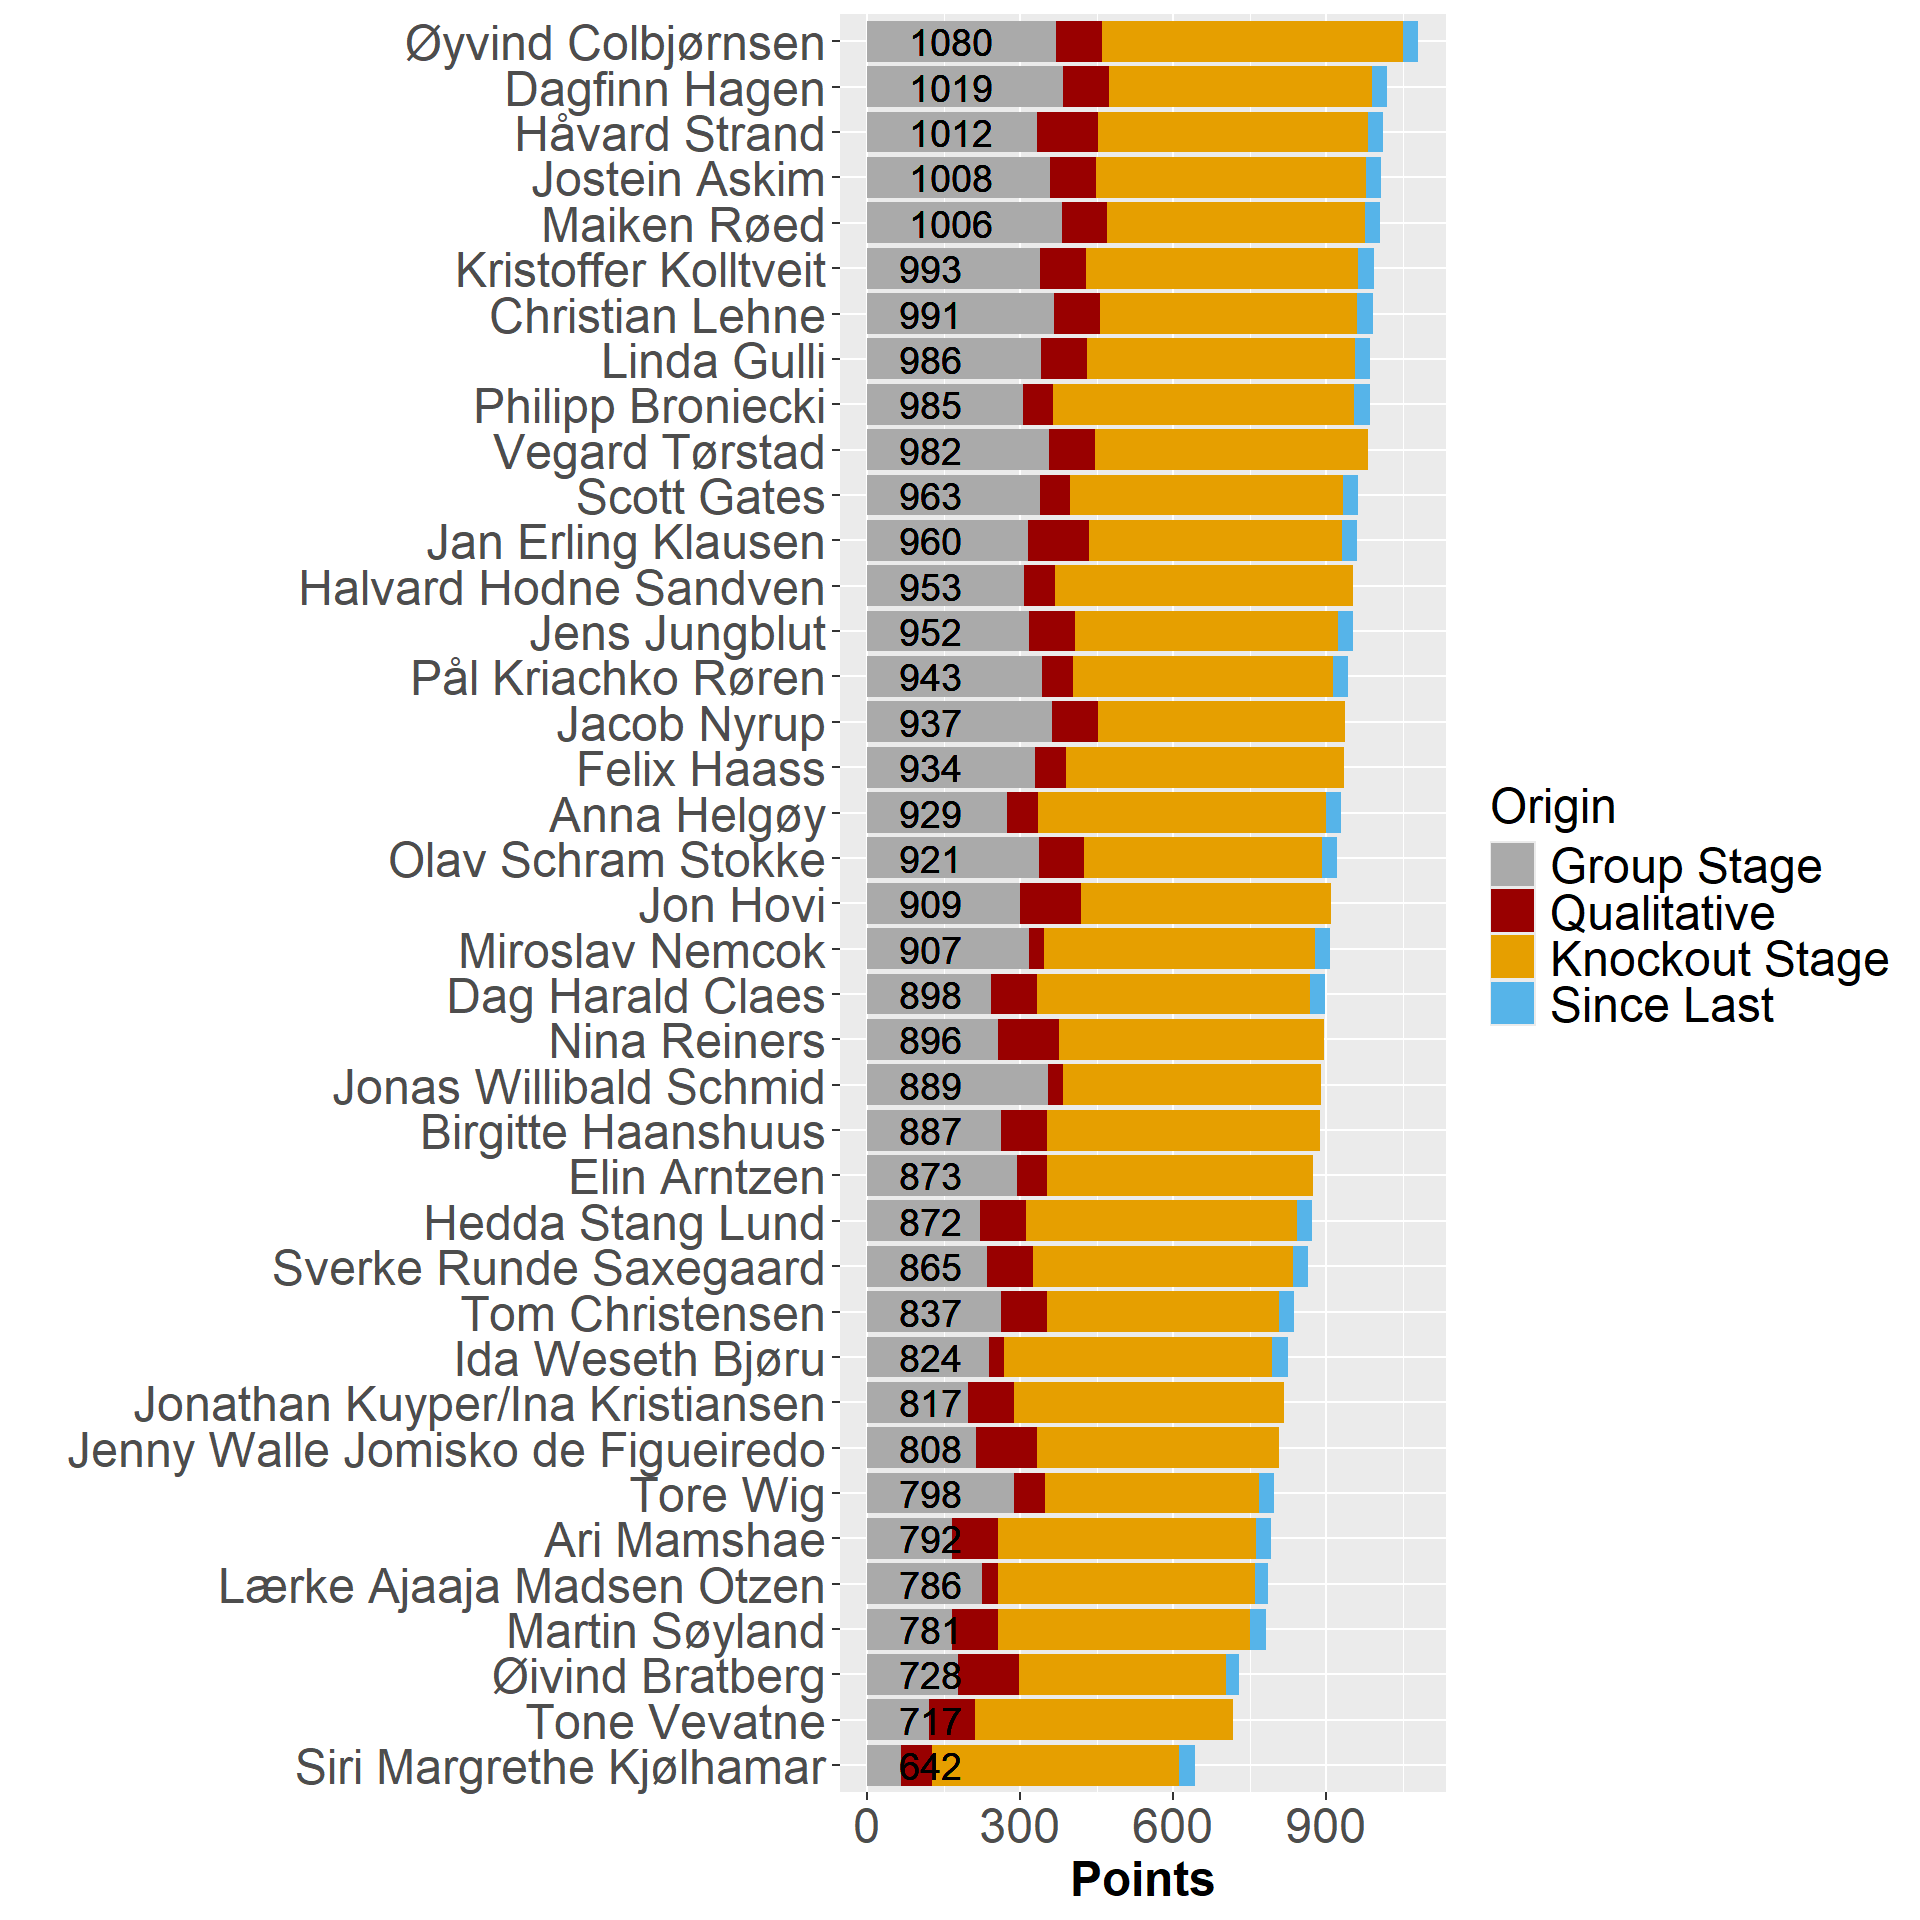 Øyvind Colbjørnsen 1080
Dagfinn Hagen 1019
Håvard Strand 1012
Jostein Askim 1008
Maiken Røed 1006
Kristoffer Kolltveit 993
Christian Lehne 991
Linda Gulli 986
Philipp Broniecki 985
Vegard Tørstad 982
Scott Gates 963
Jan Erling Klausen 960
Halvard Hodne Sandven 953
Jens Jungblut 952
Pål Kriachko Røren 943
Jacob Nyrup 937
Felix Haass 934
Anna Helgøy 929
Olav Schram Stokke 921
Jon Hovi 909
Miroslav Nemcok 907
Dag Harald Claes 898
Nina Reiners 896
Jonas Willibald Schmid 889
Birgitte Haanshuus 887
Elin Arntzen 873
Hedda Stang Lund 872
Sverke Runde Saxegaard 865
Tom Christensen 837
Ida Weseth Bjøru 824
Jonathan Kuyper/Ina Kristiansen 817
Jenny Walle Jomisko de Figueiredo 808
Tore Wig 798
Ari Mamshae 792
Lærke Ajaaja Madsen Otzen 786
Martin Søyland 781
Øivind Bratberg 728
Tone Vevatne 717
Siri Margrethe Kjølhamar 642
0 300 600 900
Points
Origin
Group Stage
Qualitative
Knockout Stage
Since Last